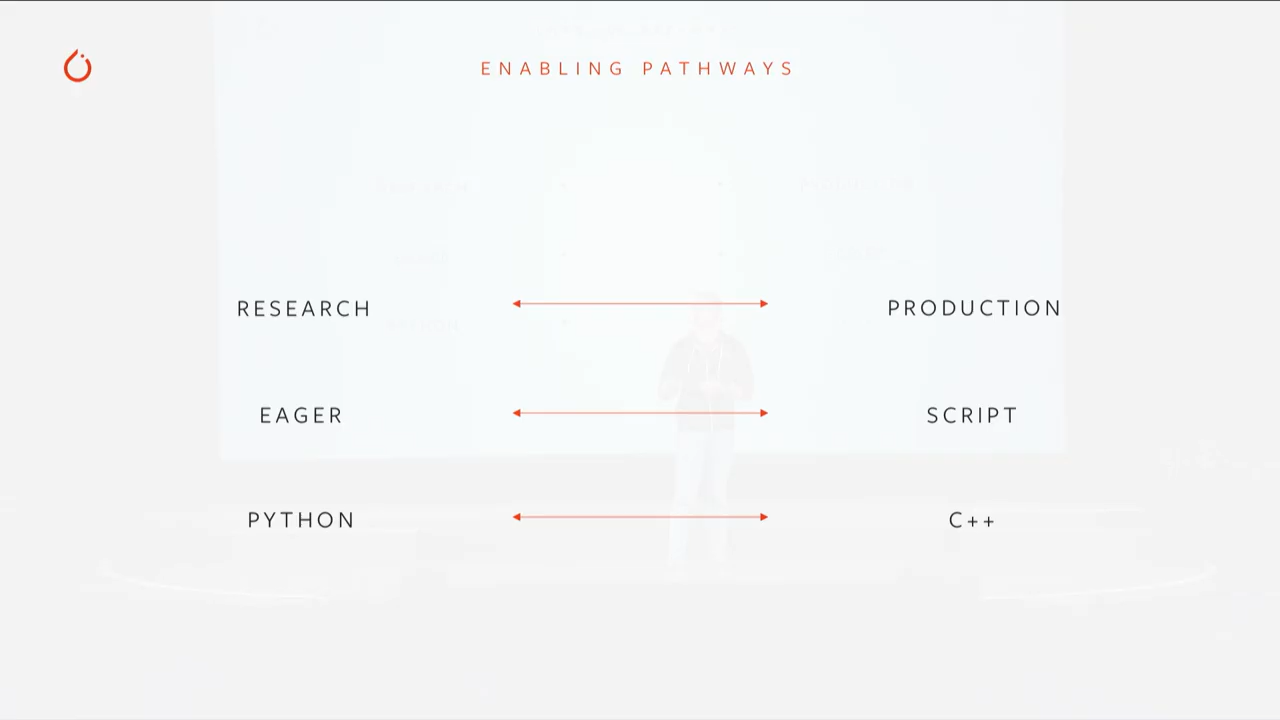 ENABLING PATHWAYS
RESEARCH PRODUCTION
EAGER SCRIPT
PYTHON C++